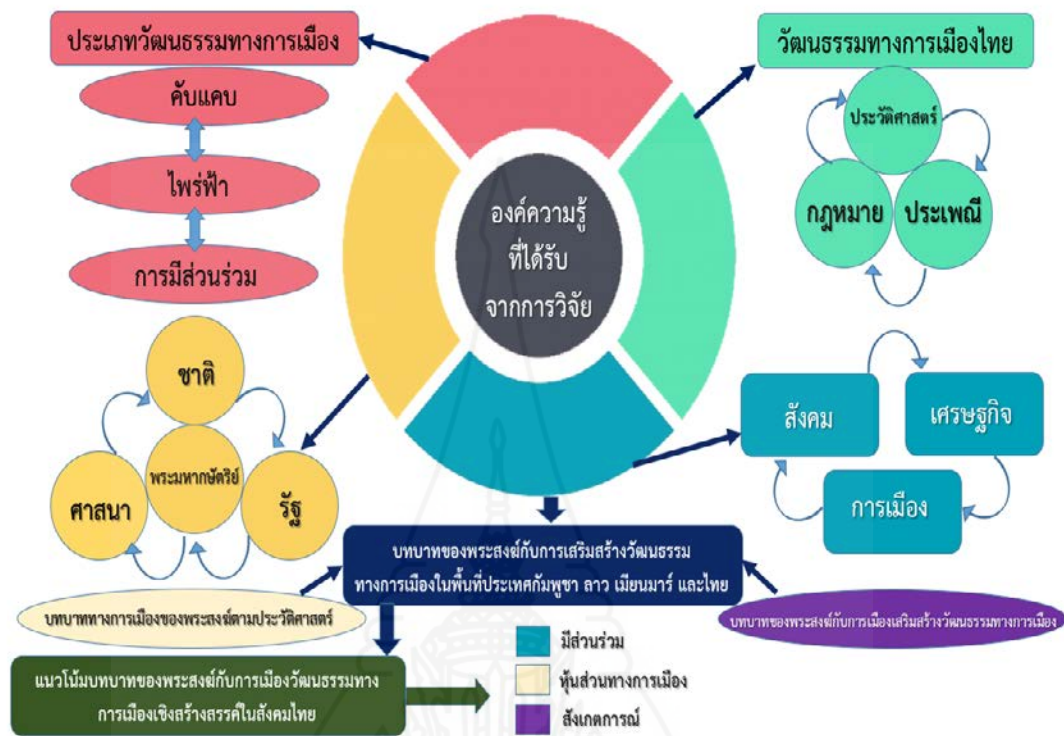 ประเภทวัฒนธรรมทางการเมือง
คับแคบ
ไพร่ฟ้า
การมีส่วนร่วม
วัฒนธรรมทางการเมืองไทย
ประวัติศาสตร์
กฎหมาย
ประเพณี
องค์ความรู้
ที่ได้รับ
จากการวิจัย
ชาติ
พระมหากษัตริย์
ศาสนา
รัฐ
สังคม
เศรษฐกิจ
การเมือง
บทบาทของพระสงฆ์กับการเสริมสร้างวัฒนธรรม
ทางการเมืองในพื้นที่ประเทศกัมพูชา ลาว เมียนมาร์ และไทย
บทบาททางการเมืองของพระสงฆ์ตามประวัติศาสตร์
บทบาทของพระสงฆ์กับการเมืองเสริมสร้างวัฒนธรรมทางการเมือง
แนวโน้มบทบาทของพระสงฆ์กับการเมืองวัฒนธรรมทาง
การเมืองเชิงสร้างสรรค์ในสังคมไทย
มีส่วนร่วม
หุ้นส่วนทางการเมือง
สังเกตการณ์